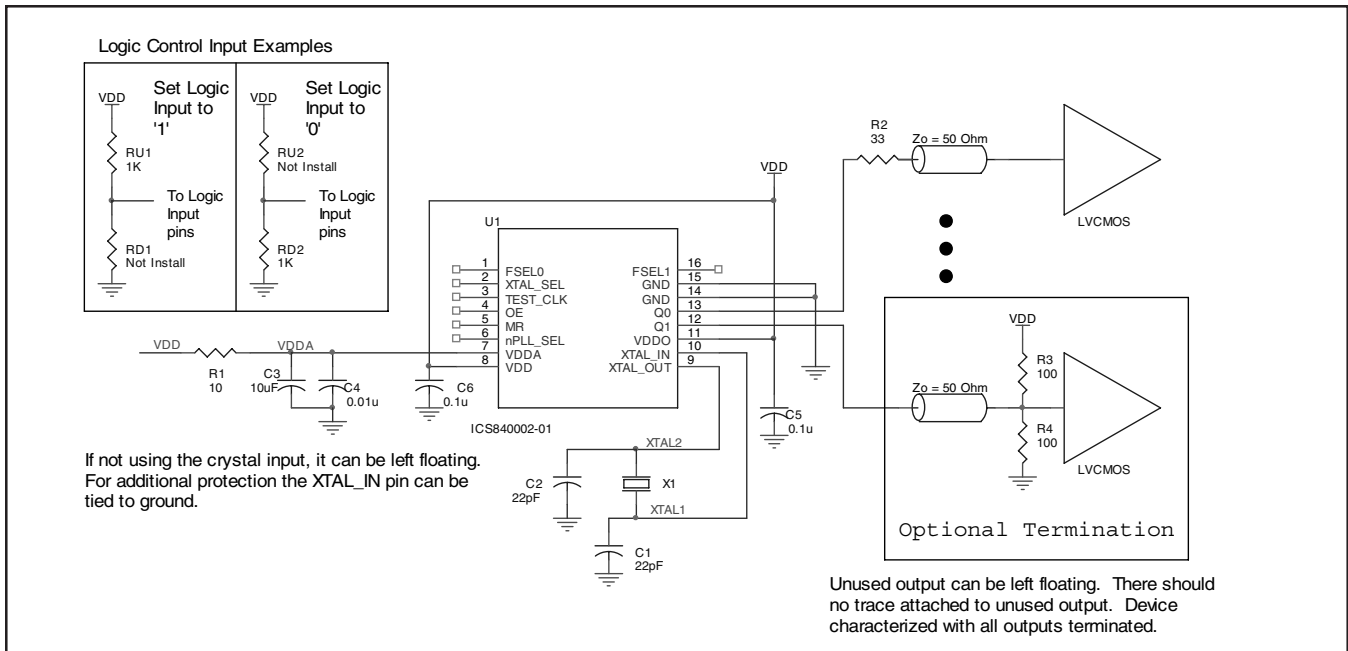 Logic Control Input Examples
Set Logic
Input to
'1'
VDD
RU1
1K
To Logic
Input
pins
RD1
Not Install
Set Logic
Input to
'0'
VDD
RU2
Not Install
To Logic
Input
pins
RD2
1K
VDD
R1
10
VDDA
C3
10uF
C4
0.01u
C6
0.1u
U1
1
2
3
4
5
6
7
8
FSEL0
XTAL_SEL
TEST_CLK
OE
MR
nPLL_SEL
VDDA
VDD
FSEL1
GND
GND
Q0
Q1
VDDO
XTAL_IN
XTAL_OUT
16
15
14
13
12
11
10
9
ICS840002-01
VDD
C5
0.1u
XTAL2
C2
22pF
X1
XTAL1
C1
22pF
R2
33
Zo = 50 Ohm
LVCMOS
VDD
R3
100
Zo = 50 Ohm
R4
100
LVCMOS
Optional Termination
If not using the crystal input, it can be left floating.
For additional protection the XTAL_IN pin can be
tied to ground.
Unused output can be left floating. There should
no trace attached to unused output. Device
characterized with all outputs terminated.